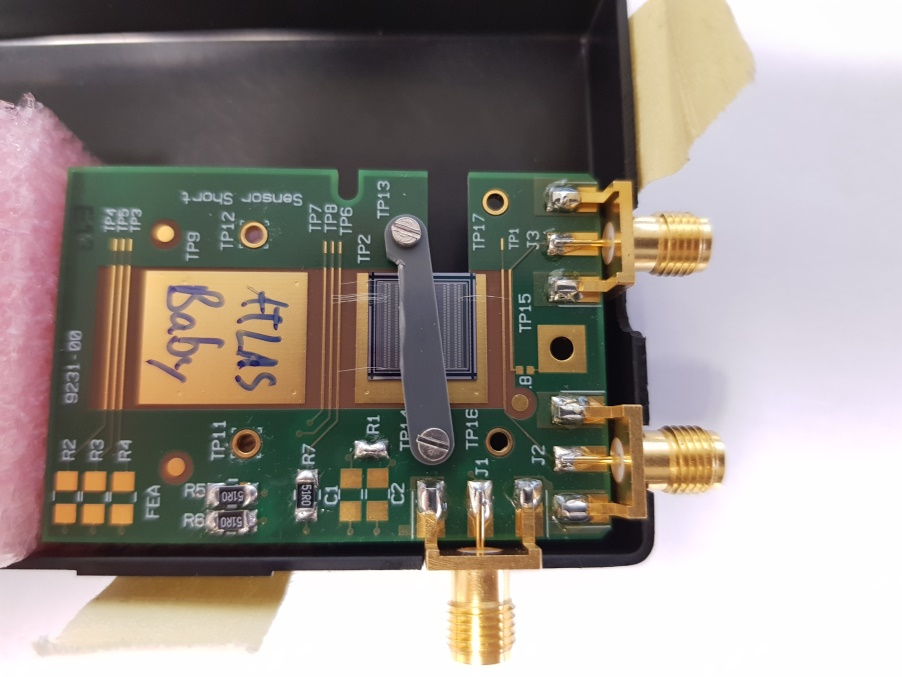 Sensor Short
TP4
TP5
TP3
TP9
TP12
TP7
TP8
TP6
TP2
TP13
TP17
TP1
J3
TP15
ATLAS
Baby
9231-00
R2
R3
R4
FEA
TP11
R5
51R0
R6
51R0
R7
51R0
C1
C2
R1
TP14
TP16
J1
J2